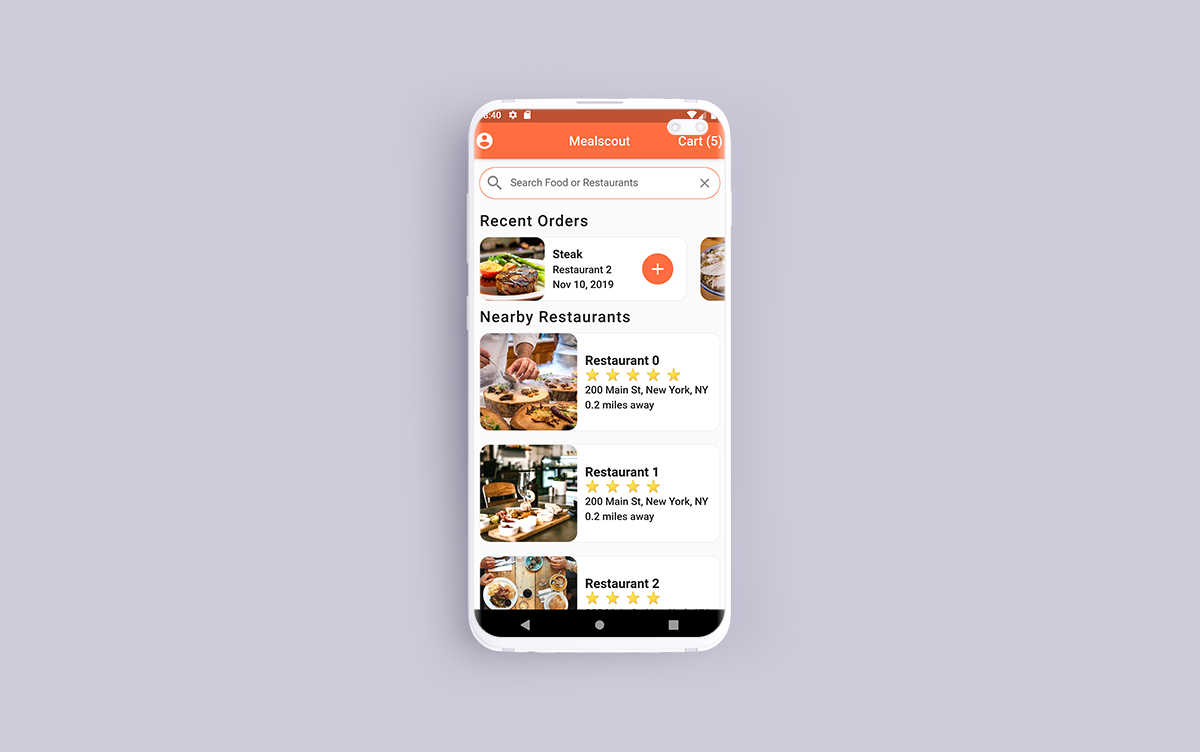 :40
Mealscout
Cart (5)
Search Food or Restaurants
Recent Orders
Steak
Restaurant 2
Nov 10, 2019
Nearby Restaurants
Restaurant 0
200 Main St, New York, NY
0.2 miles away
Restaurant 1
200 Main St, New York, NY
0.2 miles away
Restaurant 2